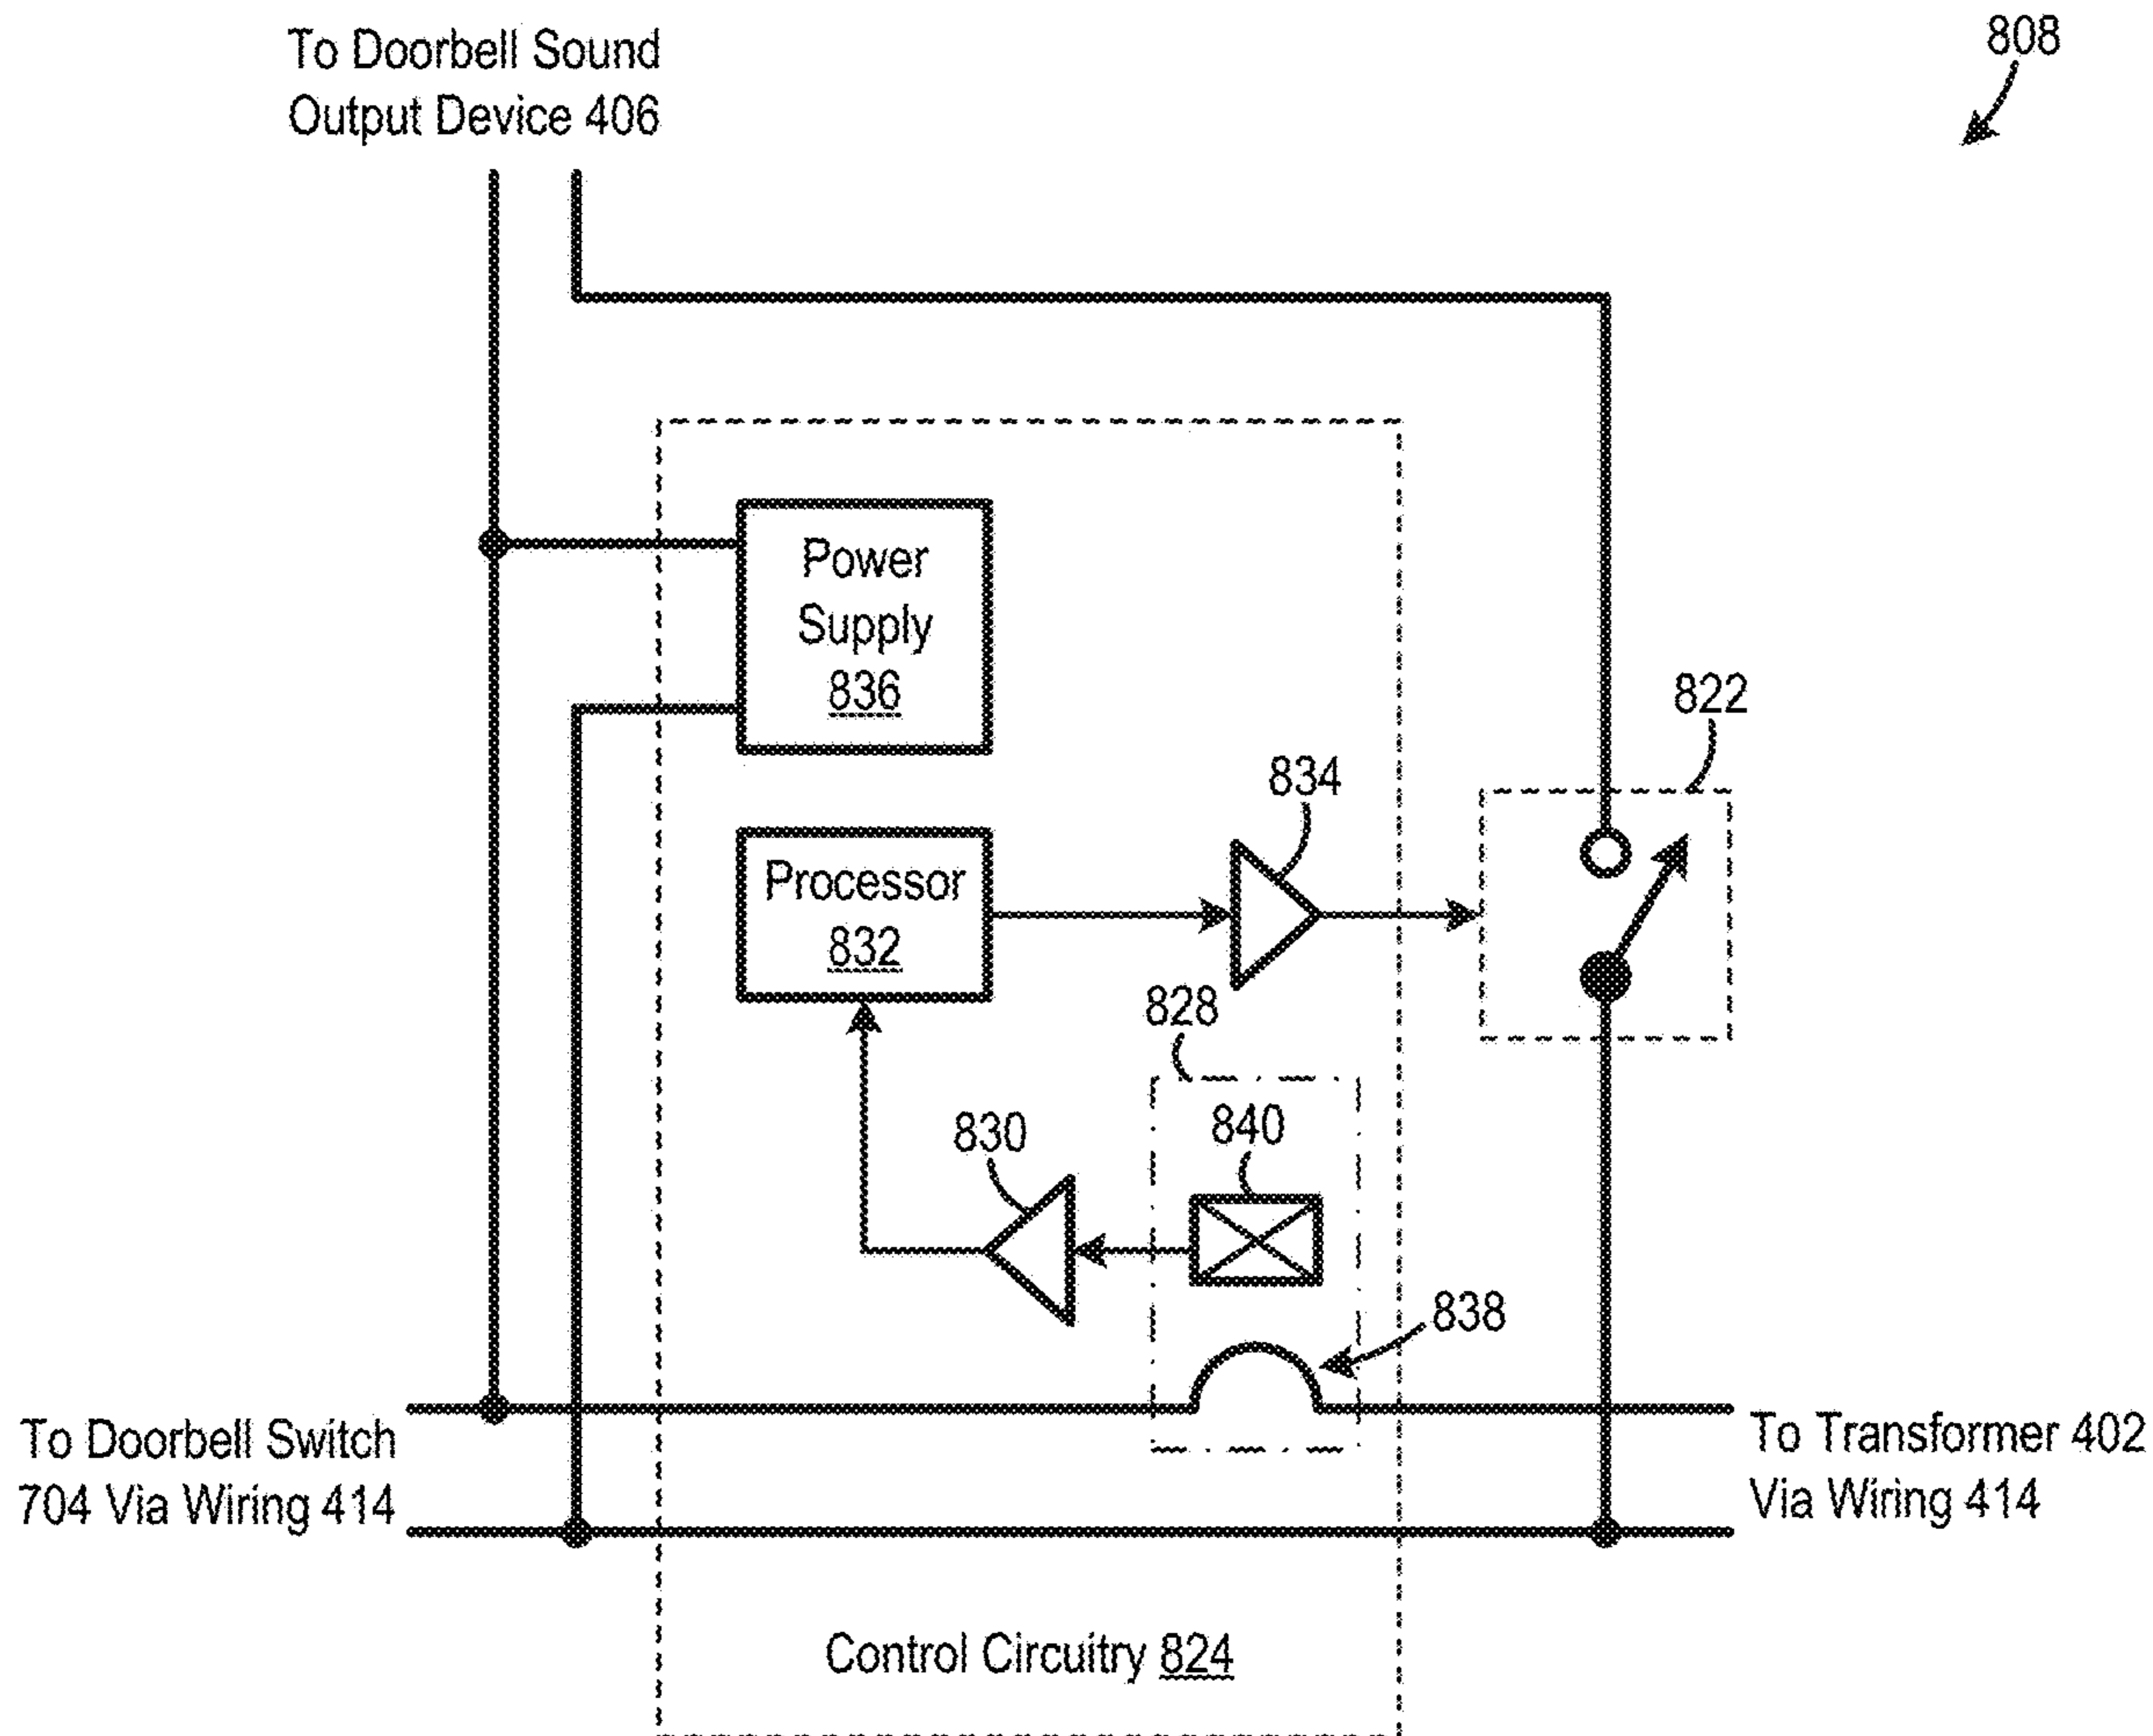 808
To Doorbell Sound
Output Device 406
Power
Supply
836
822
834
Processor
832
828
840
830
838
To Doorbell Switch
704 Via Wiring 414
To Transformer 402
Via Wiring 414
Control Circuitry 824